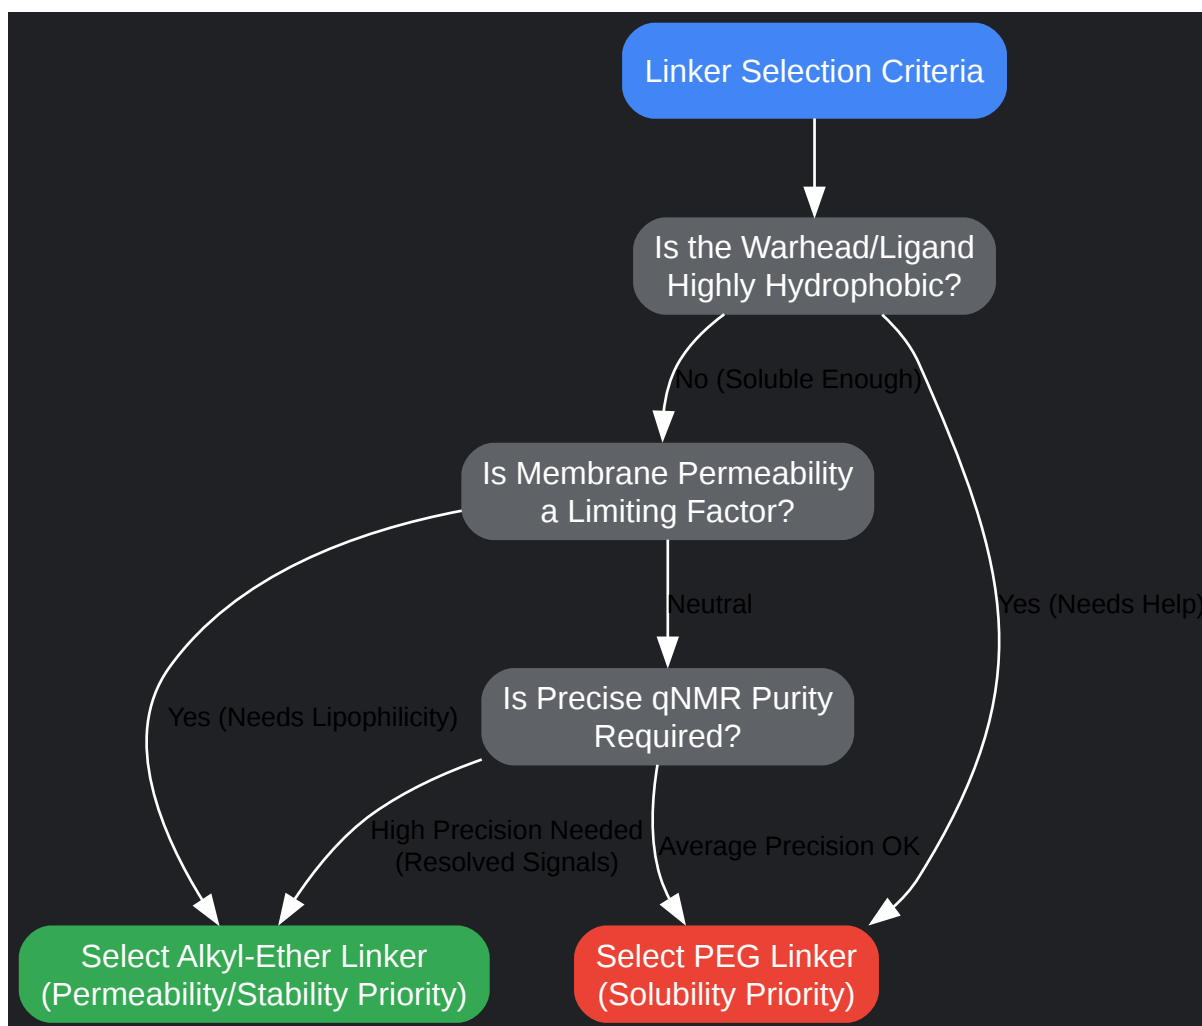 Linker Selection Criteria
Is the Warhead/Ligand
Highly Hydrophobic?
No (Soluble Enough)
Is Membrane Permeability
a Limiting Factor?
Neutral
Yes (Needs Help)
Is Precise qNMR Purity
Required?
Yes (Needs Lipophilicity)
High Precision Needed
(Resolved Signals)
Average Precision OK
Select Alkyl-Ether Linker
(Permeability/Stability Priority)
Select PEG Linker
(Solubility Priority)